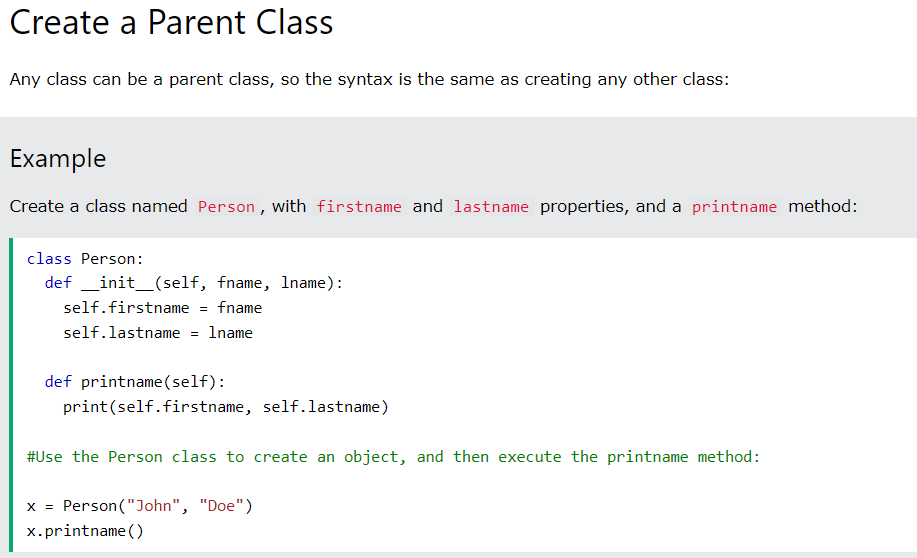 Create a Parent Class
Any class can be a parent class, so the syntax is the same as creating any other class:
Example
Create a class named Person , with firstname and lastname properties, and a printname method:
class Person:
  def __init__(self, fname, lname):
    self.firstname = fname
    self.lastname = lname

  def printname(self):
    print(self.firstname, self.lastname)

#Use the Person class to create an object, and then execute the printname method:

x = Person("John", "Doe")
x.printname()